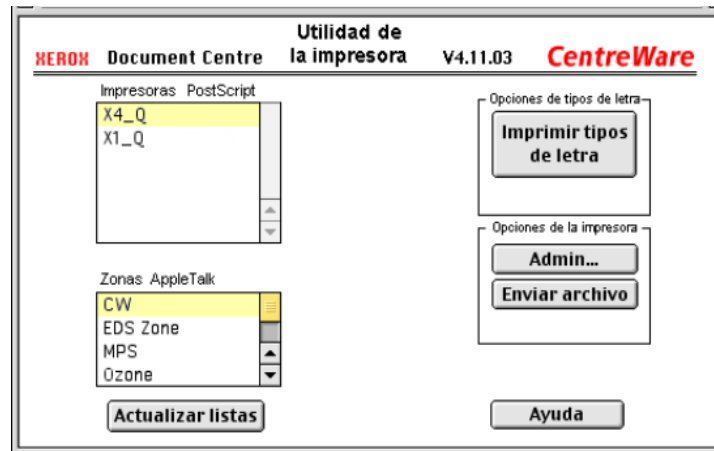 Utilidad de
XEROX Document Centre la impresora V4.11.03 CentreWare
Impresoras PostScript
X4_Q
X1_Q
Opciones de tipos de letra
Imprimir tipos
de letra
Opciones de la impresora
Admin...
Enviar archivo
Zonas AppleTalk
CW
EDS Zone
MPS
Ozone
Actualizar listas
Ayuda